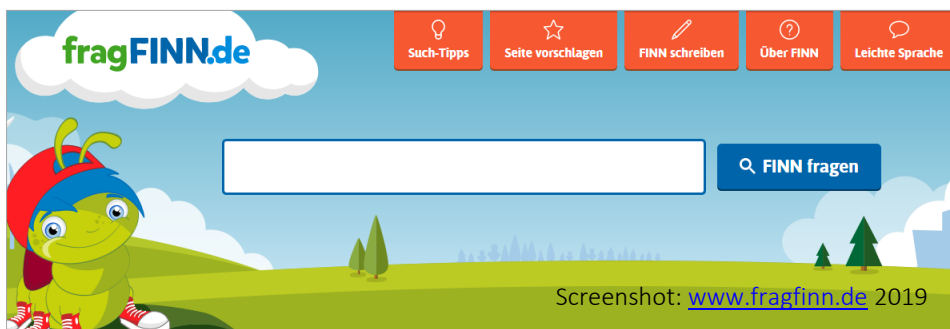 fragFINN.de
Such-Tipps
Seite vorschlagen
FINN schreiben
Über FINN
Leichte Sprache
FINN fragen
Screenshot: www.fragfinn.de 2019